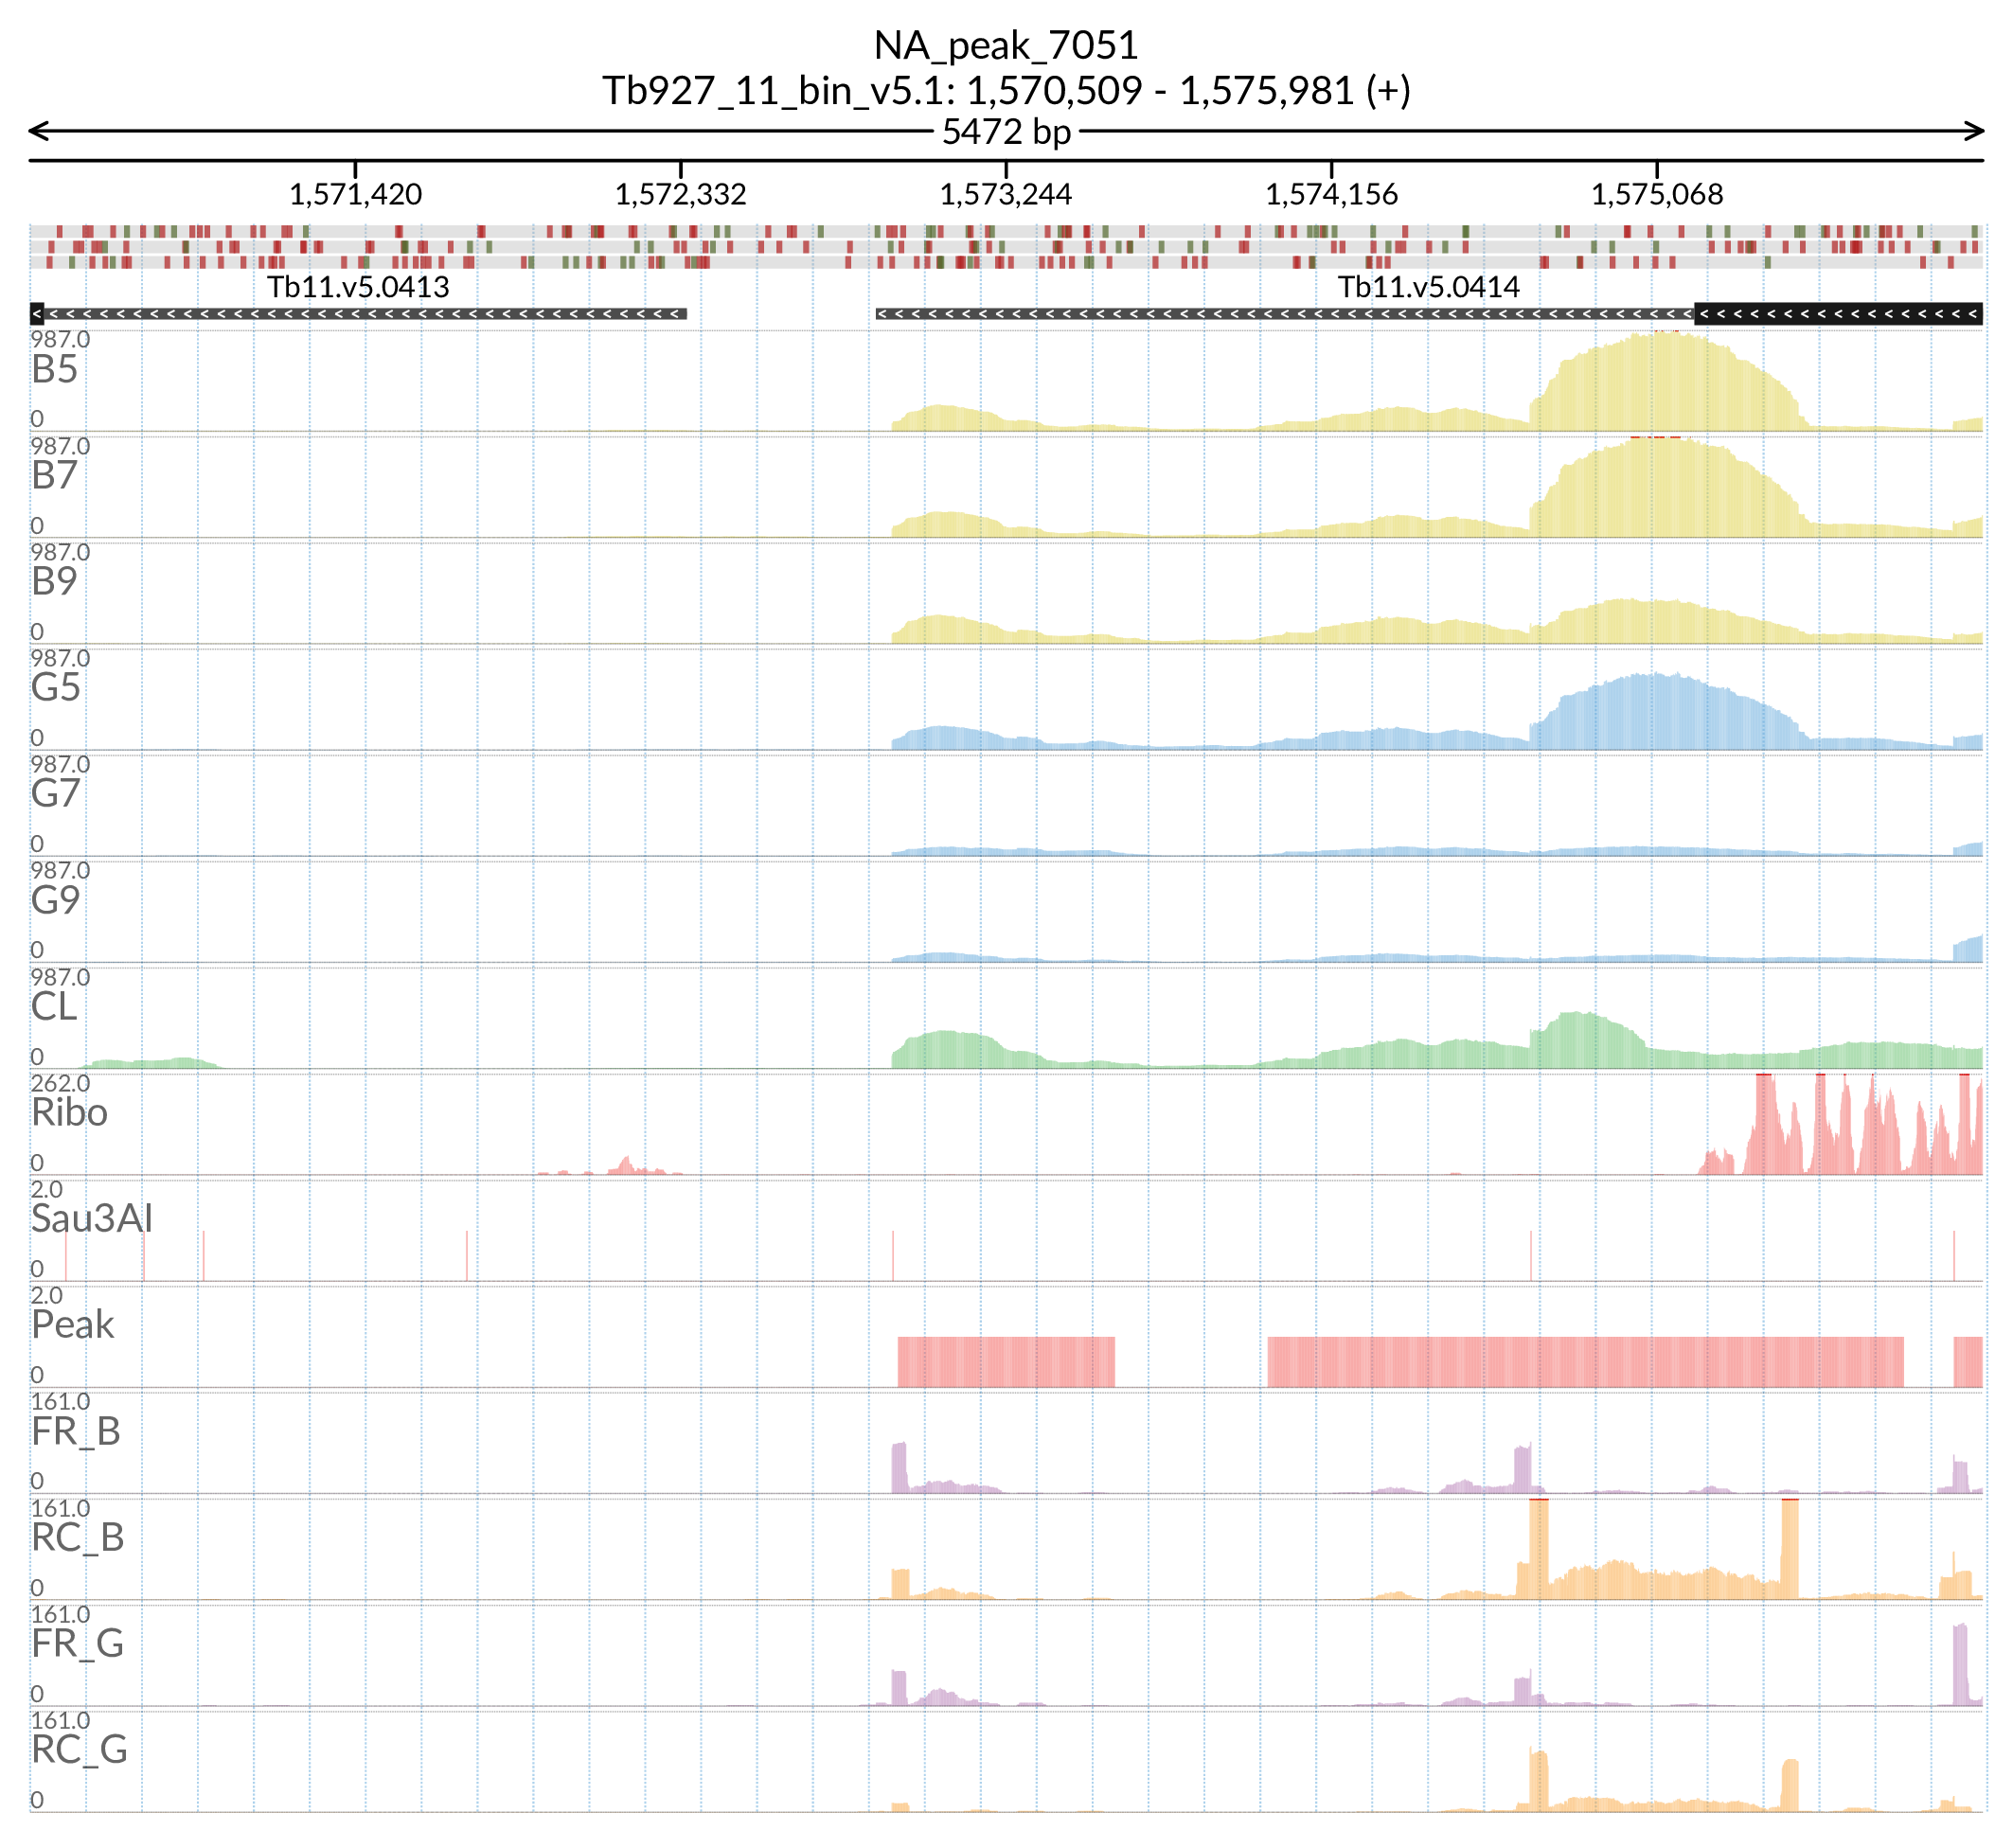 NA_peak_7051
Tb927_11_bin_v5.1: 1,570,509 - 1,575,981 (+)
5472 bp
1,571,420 1,572,332 1,573,244 1,574,156 1,575,068
Tb11.v5.0413 Tb11.v5.0414
987.0
B5
0
987.0
B7
0
987.0
B9
0
987.0
G5
0
987.0
G7
0
987.0
G9
0
987.0
CL
0
262.0
Ribo
0
2.0
Sau3AI
0
2.0
Peak
0
161.0
FR_B
0
161.0
RC_B
0
161.0
FR_G
0
161.0
RC_G
0